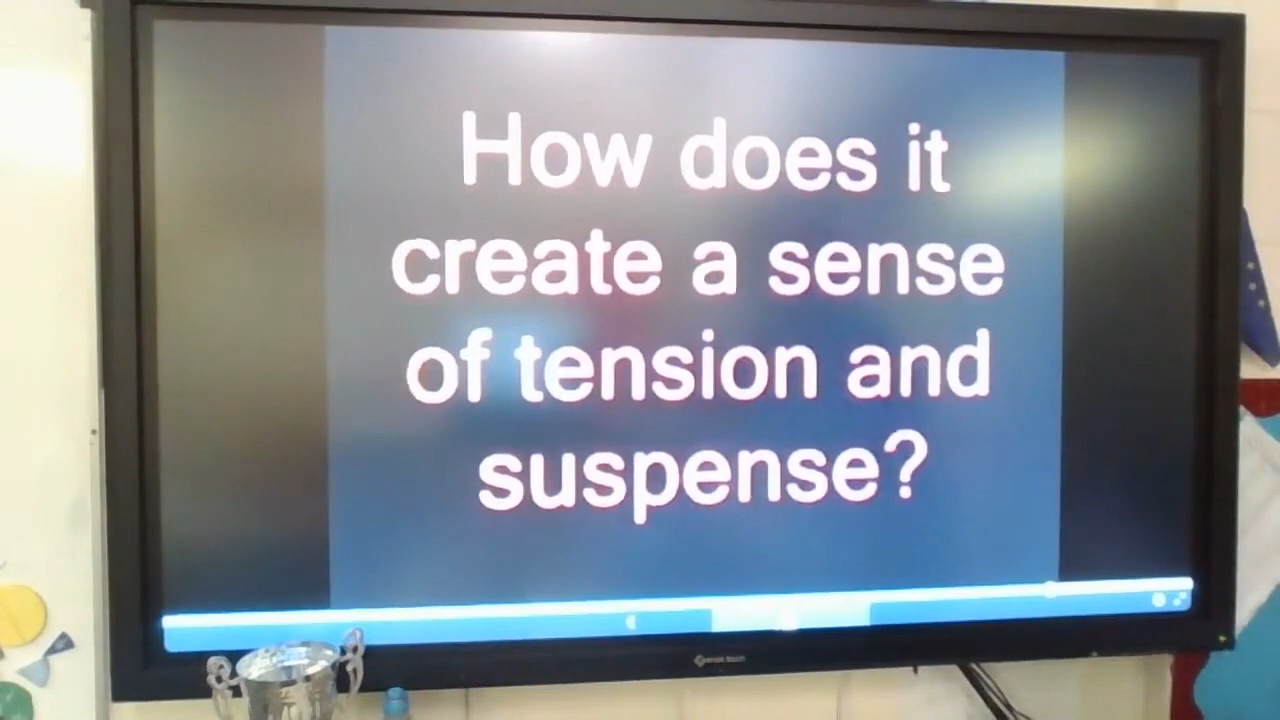 How does it
create a sense
of tension and
suspense?